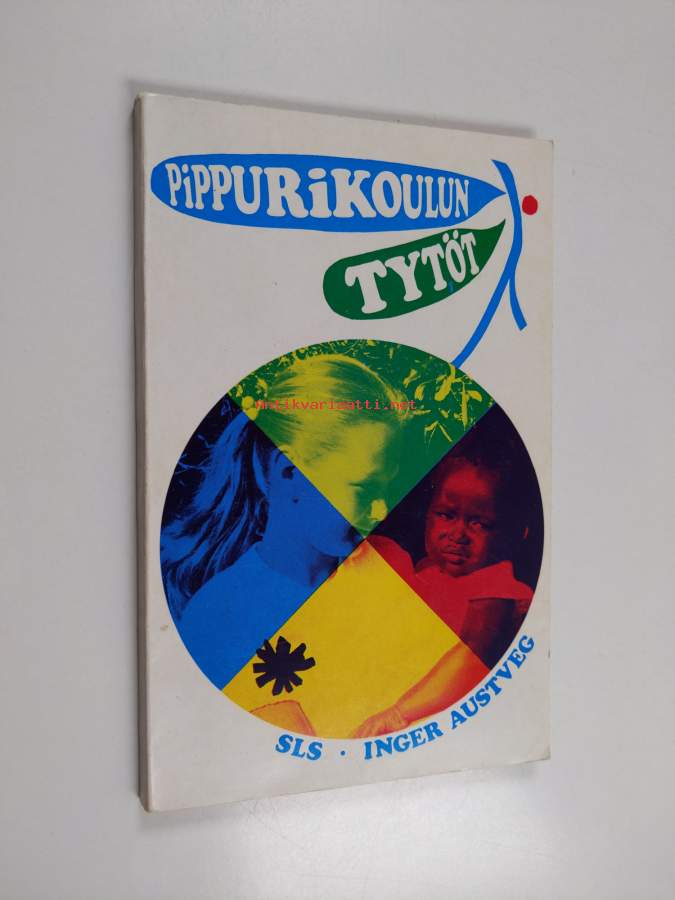 PiPPURiKOULUN
TYTÖT
antikvariaatti.net
SLS · INGER AUSTVEG